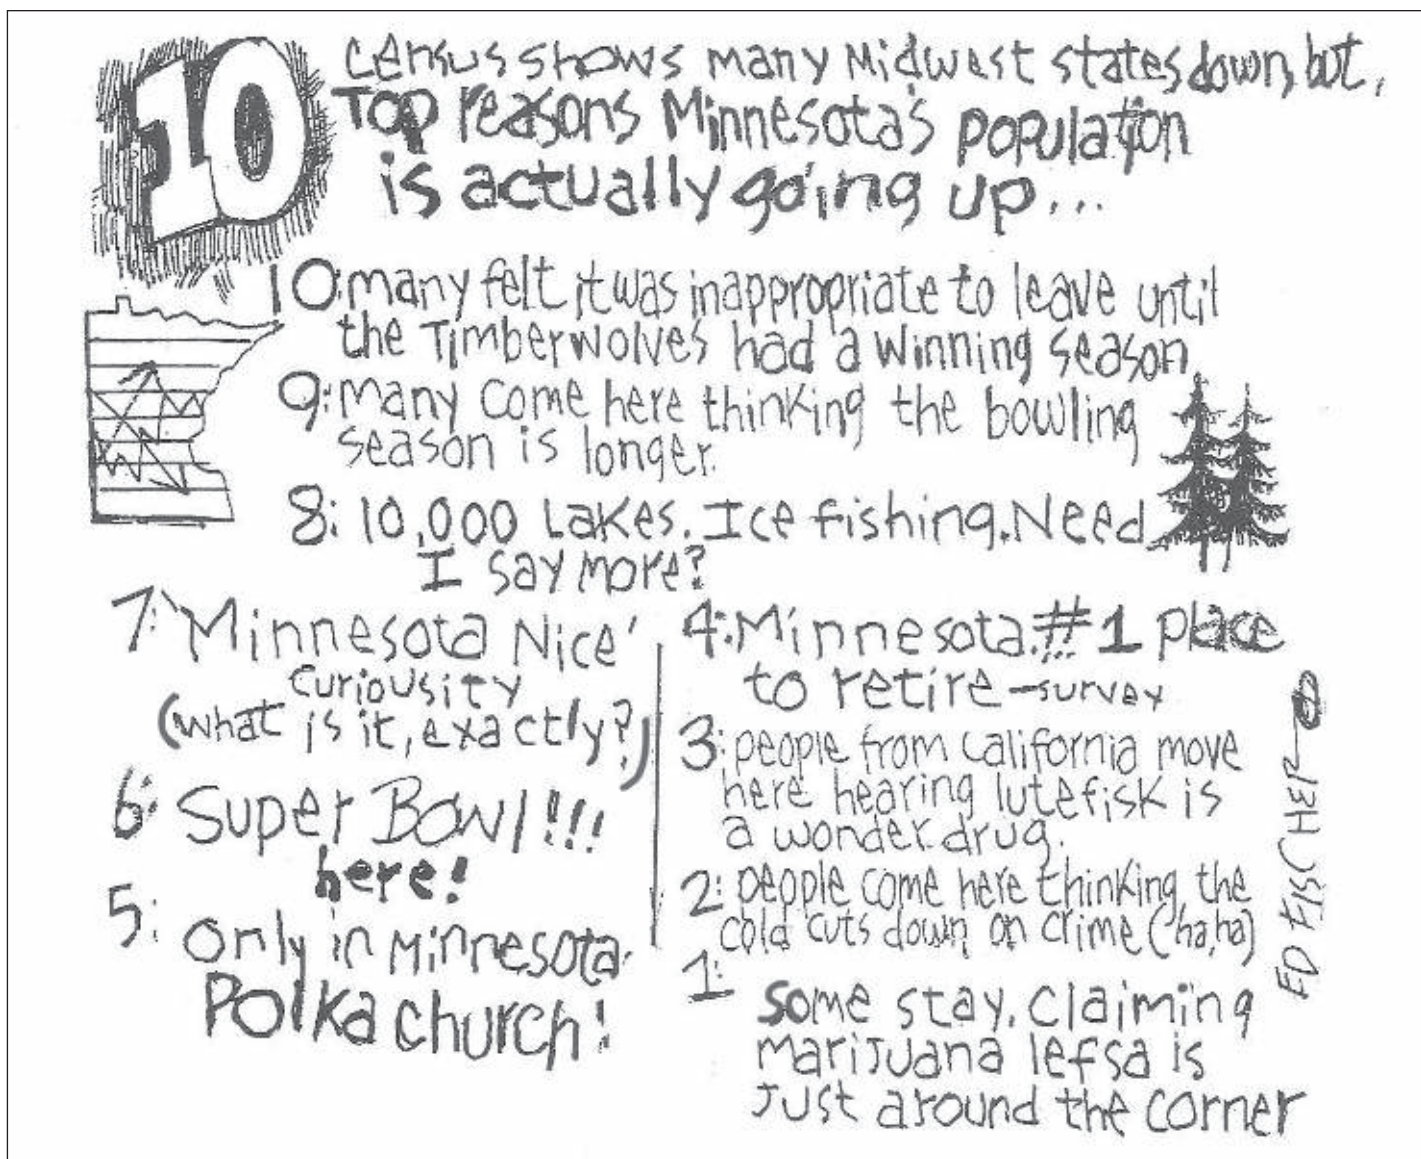 10
Census shows many Midwest states down, but,
Top reasons Minnesota's population
is actually going up...
10: many felt it was inappropriate to leave until
the Timberwolves had a winning season
9: many come here thinking the bowling
season is longer.
8: 10,000 Lakes. Ice fishing. Need
I say more?
7: 'Minnesota Nice'
Curiousity
(what is it, exactly?)
6: Super Bowl!!!
here!
5: Only in Minnesota:
Polka church!
4: Minnesota: #1 place
to retire - survey
3: people from California move
here hearing lutefisk is
a wonder drug.
2: people come here thinking the
cold cuts down on crime (ha, ha)
1:
Some stay, claiming
marijuana lefsa is
just around the corner
ED FISCHER